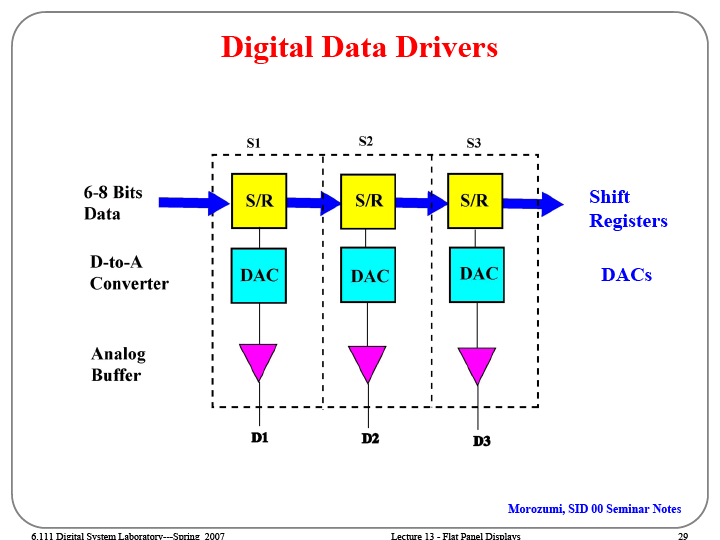 Digital Data Drivers
S1 S2 S3
6-8 Bits
Data
S/R S/R S/R
Shift
Registers
D-to-A
Converter
DAC DAC DAC
DACs
Analog
Buffer
D1 D2 D3
Morozumi, SID 00 Seminar Notes
6.111 Digital System Laboratory---Spring 2007 Lecture 13 - Flat Panel Displays 29